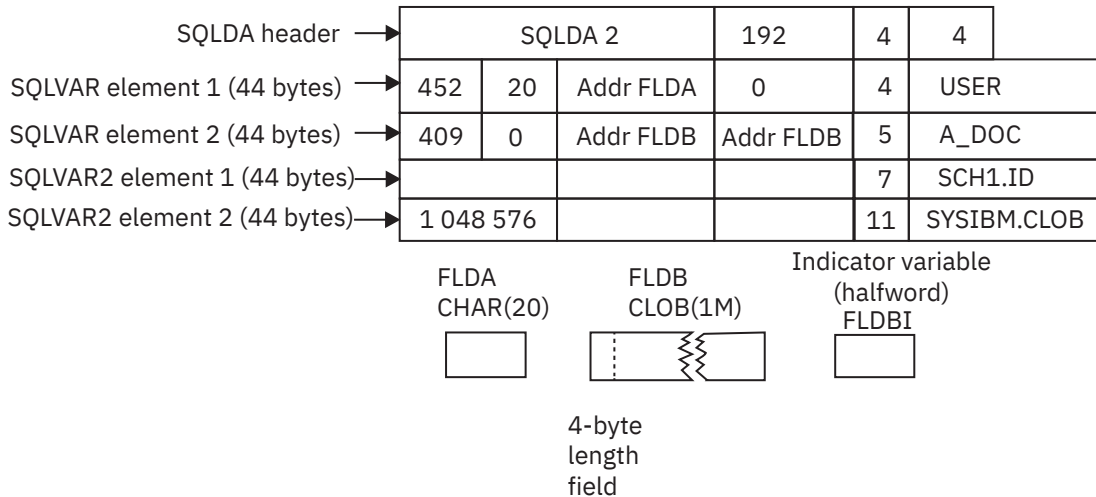 SQLDA header
SQLDA 2 192 4 4
SQLVAR element 1 (44 bytes)
452 20 Addr FLDA 0 4 USER
SQLVAR element 2 (44 bytes)
409 0 Addr FLDB Addr FLDB 5 A_DOC
SQLVAR2 element 1 (44 bytes)
7 SCH1.ID
SQLVAR2 element 2 (44 bytes)
1 048 576 11 SYSIBM.CLOB
FLDA
CHAR(20)
FLDB
CLOB(1M)
Indicator variable
(halfword)
FLDBI
4-byte
length
field